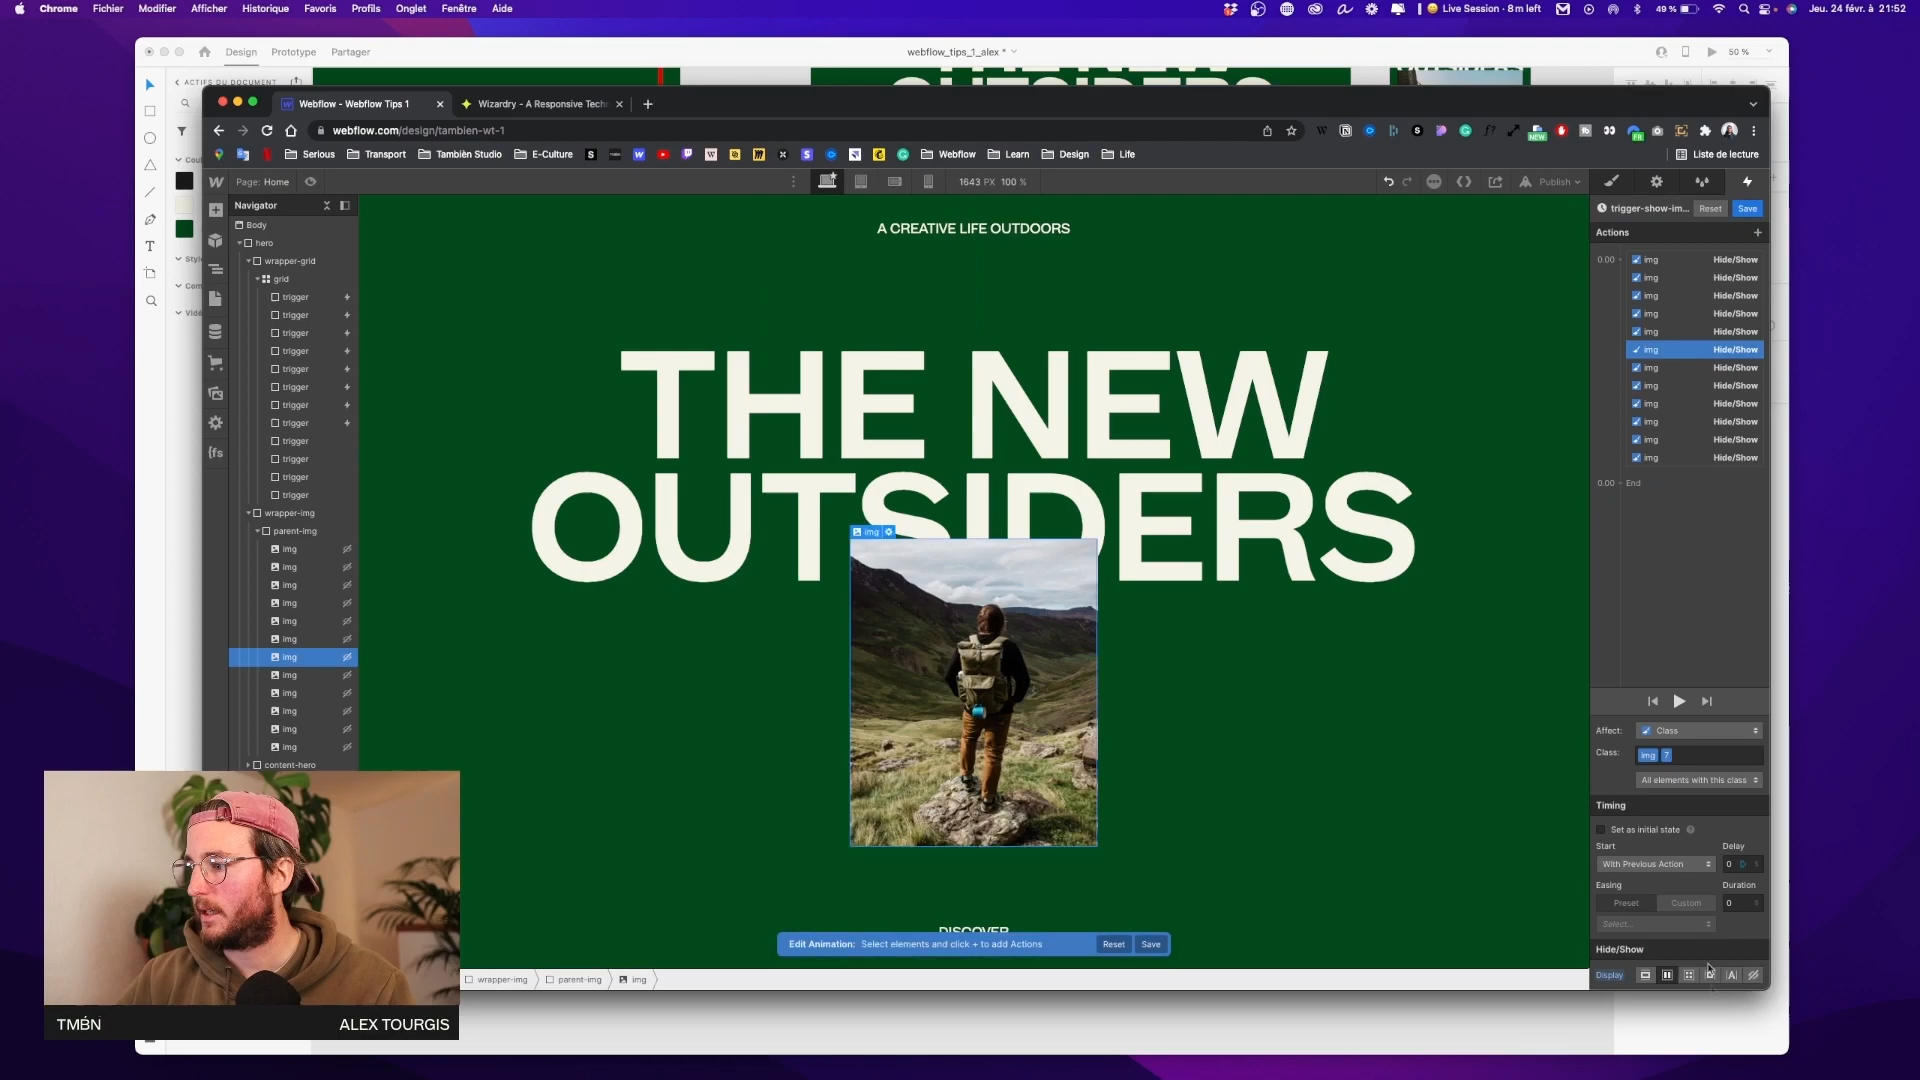 Chrome Fichier Modifier Afficher Historique Favoris Profils Onglet Fenêtre Aide
Live Session · 8 m left
49 %
Jeu. 24 févr. à 21:52
Design Prototype Partager
webflow_tips_1_alex *
50 %
ACTIFS DU DOCUMENT
OUTSIDERS
Webflow - Webflow Tips 1
Wizardry - A Responsive Tech
webflow.com/design/tambien-wt-1
NEW
FR
Serious
Transport
Tambièn Studio
E-Culture
Webflow
Learn
Design
Life
Liste de lecture
Page: Home
1643 PX 100 %
Publish
Navigator
trigger-show-im...
Reset
Save
Body
hero
wrapper-grid
grid
trigger
trigger
trigger
trigger
trigger
trigger
trigger
trigger
trigger
trigger
trigger
trigger
wrapper-img
parent-img
img
img
img
img
img
img
img
img
img
img
img
img
content-hero
A CREATIVE LIFE OUTDOORS
THE NEW
OUTSIDERS
img
DISCOVER
Edit Animation: Select elements and click + to add Actions
Reset
Save
wrapper-img
parent-img
img
Actions
0.00
img Hide/Show
img Hide/Show
img Hide/Show
img Hide/Show
img Hide/Show
img Hide/Show
img Hide/Show
img Hide/Show
img Hide/Show
img Hide/Show
img Hide/Show
img Hide/Show
0.00 End
Affect: Class
Class: img 7
All elements with this class
Timing
Set as initial state
Start Delay
With Previous Action 0 S
Easing Duration
Preset Custom 0 S
Select...
Hide/Show
Display
TMBN
ALEX TOURGIS